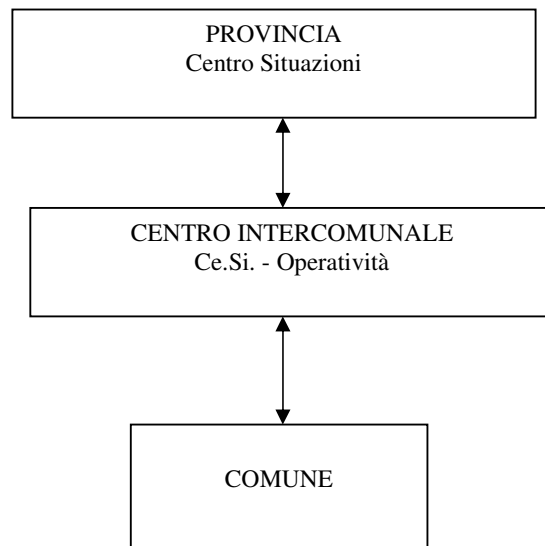 PROVINCIA
Centro Situazioni
CENTRO INTERCOMUNALE
Ce.Si. - Operatività
COMUNE